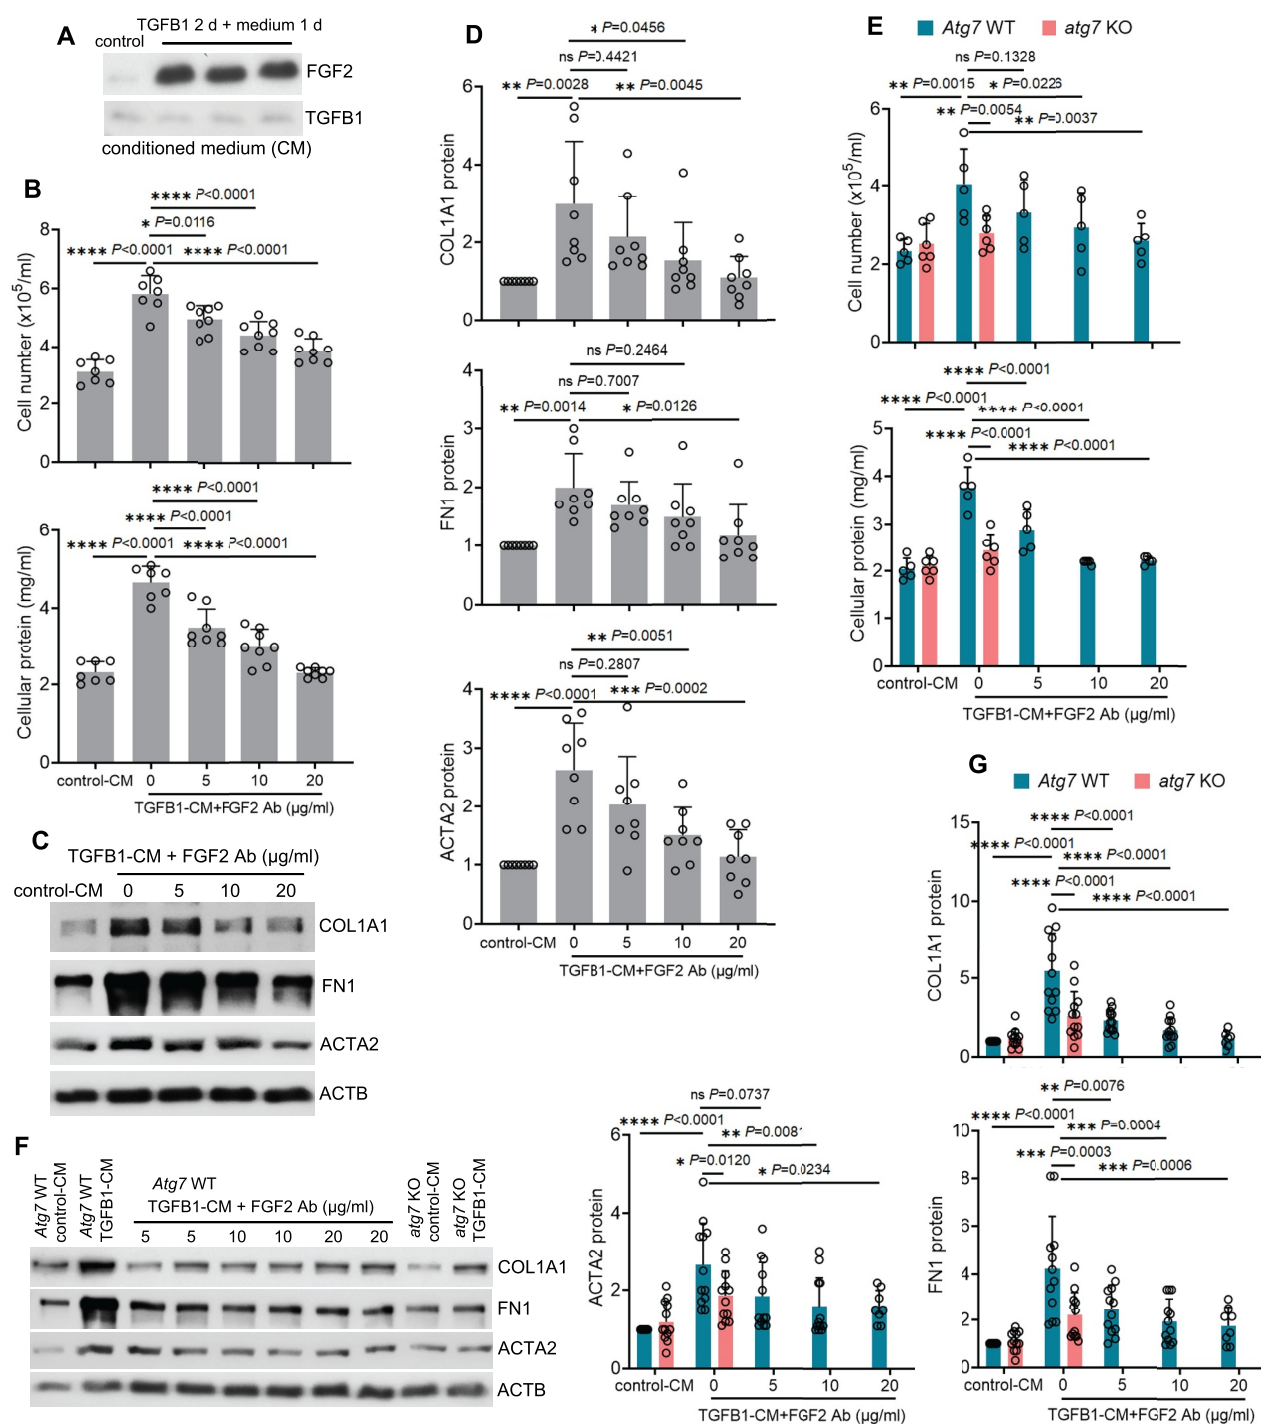 A
TGFB1 2 d + medium 1 d
control
FGF2
TGFB1
conditioned medium (CM)
B
**** P<0.0001
* P=0.0116
**** P<0.0001
**** P<0.0001
8
6
4
2
0
Cell number (x10⁵/ml)
**** P<0.0001
**** P<0.0001
**** P<0.0001
**** P<0.0001
6
4
2
0
Cellular protein (mg/ml)
control-CM
0
5
10
20
TGFB1-CM+FGF2 Ab (µg/ml)
C
TGFB1-CM + FGF2 Ab (µg/ml)
control-CM
0
5
10
20
COL1A1
FN1
ACTA2
ACTB
D
* P=0.0456
ns P=0.4421
** P=0.0028
** P=0.0045
6
4
2
0
COL1A1 protein
ns P=0.2464
ns P=0.7007
** P=0.0014
* P=0.0126
4
3
2
1
0
FN1 protein
** P=0.0051
ns P=0.2807
**** P<0.0001
*** P=0.0002
4
3
2
1
0
ACTA2 protein
control-CM
0
5
10
20
TGFB1-CM+FGF2 Ab (µg/ml)
E
Atg7 WT
atg7 KO
ns P=0.1328
** P=0.0015
* P=0.0226
** P=0.0054
** P=0.0037
6
4
2
0
Cell number (x10⁵/ml)
**** P<0.0001
**** P<0.0001
**** P<0.0001
**** P<0.0001
**** P<0.0001
5
4
3
2
1
0
Cellular protein (mg/ml)
control-CM
0
5
10
20
TGFB1-CM+FGF2 Ab (µg/ml)
F
Atg7 WT
control-CM
Atg7 WT
TGFB1-CM
Atg7 WT
TGFB1-CM + FGF2 Ab (µg/ml)
5
5
10
10
20
20
atg7 KO
control-CM
atg7 KO
TGFB1-CM
COL1A1
FN1
ACTA2
ACTB
G
Atg7 WT
atg7 KO
**** P<0.0001
**** P<0.0001
**** P<0.0001
**** P<0.0001
**** P<0.0001
15
10
5
0
COL1A1 protein
ns P=0.0737
**** P<0.0001
** P=0.0081
* P=0.0120
* P=0.0234
6
4
2
0
ACTA2 protein
control-CM
0
5
10
20
TGFB1-CM+FGF2 Ab (µg/ml)
** P=0.0076
**** P<0.0001
*** P=0.0004
*** P=0.0003
*** P=0.0006
10
8
6
4
2
0
FN1 protein
control-CM
0
5
10
20
TGFB1-CM+FGF2 Ab (µg/ml)